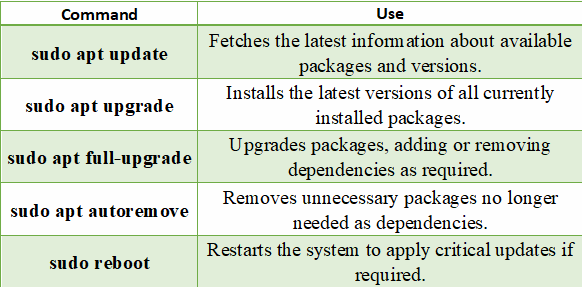 Command Use
sudo apt update Fetches the latest information about available
packages and versions.
sudo apt upgrade Installs the latest versions of all currently
installed packages.
sudo apt full-upgrade Upgrades packages, adding or removing
dependencies as required.
sudo apt autoremove Removes unnecessary packages no longer
needed as dependencies.
sudo reboot Restarts the system to apply critical updates if
required.